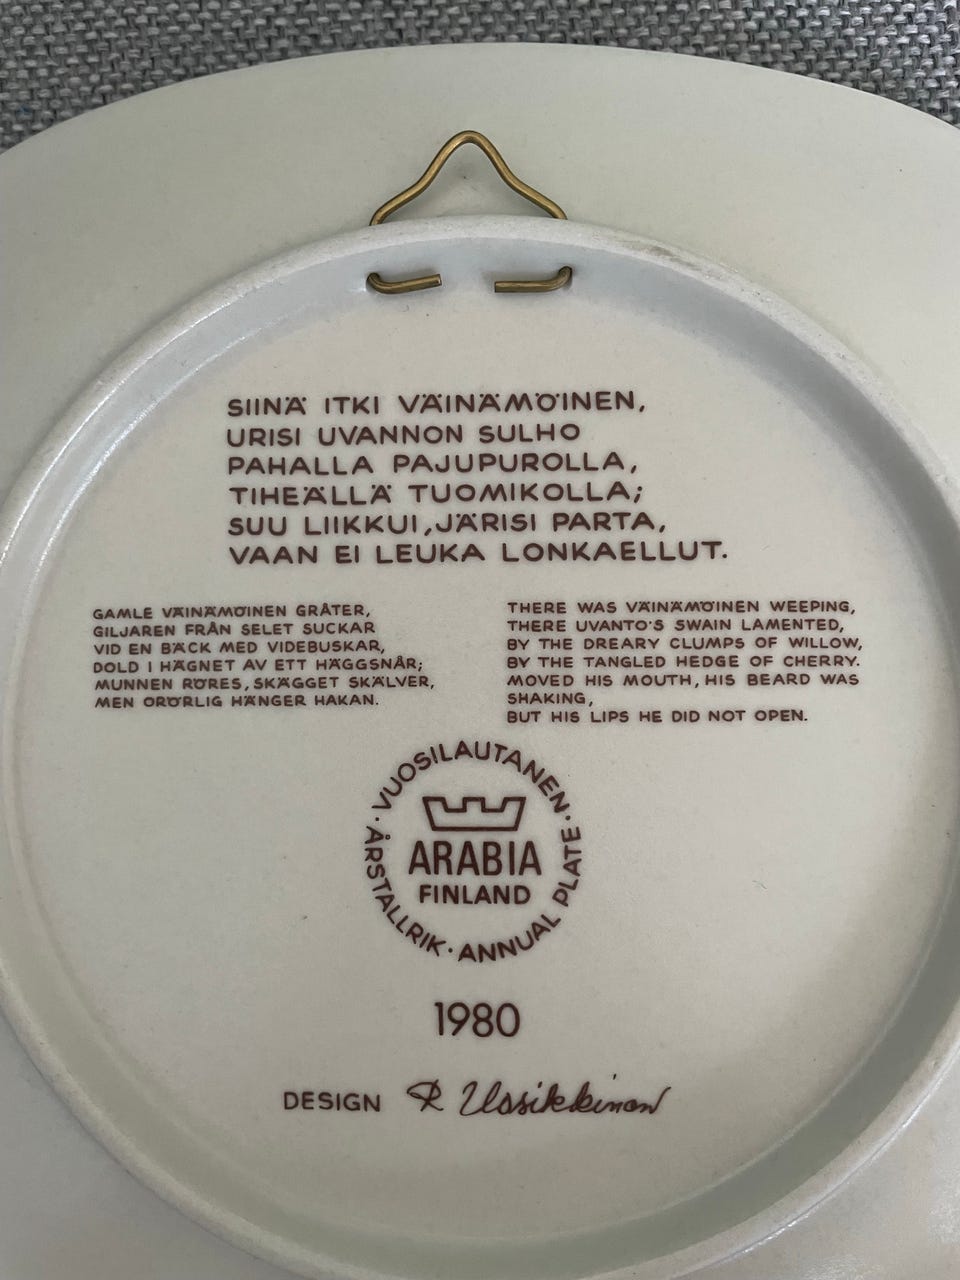 SIINÄ ITKI VÄINÄMÖINEN,
URISI UVANNON SULHO
PAHALLA PAJUPUROLLA,
TIHEÄLLÄ TUOMIKOLLA;
SUU LIIKKUI, JÄRISI PARTA,
VAAN EI LEUKA LONKAELLUT.
GAMLE VÄINÄMÖINEN GRÅTER,
GILJAREN FRÅN SELET SUCKAR
VID EN BÄCK MED VIDEBUSKAR,
DOLD I HÄGNET AV ETT HÄGGSNÅR;
MUNNEN RÖRES, SKÄGGET SKÄLVER,
MEN ORÖRLIG HÄNGER HAKAN.
THERE WAS VÄINÄMÖINEN WEEPING,
THERE UVANTO'S SWAIN LAMENTED,
BY THE DREARY CLUMPS OF WILLOW,
BY THE TANGLED HEDGE OF CHERRY.
MOVED HIS MOUTH, HIS BEARD WAS
SHAKING,
BUT HIS LIPS HE DID NOT OPEN.
VUOSILAUTANEN · ANNUAL PLATE · ÅRSTALLRIK ·
ARABIA
FINLAND
1980
DESIGN R Uosikkinen